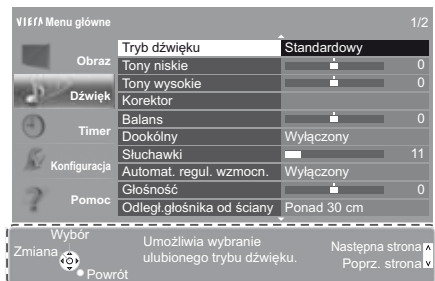 VIERA Menu główne 1/2
Obraz
Dźwięk
Timer
Konfiguracja
Pomoc
Tryb dźwięku Standardowy
Tony niskie 0
Tony wysokie 0
Korektor
Balans 0
Dookólny Wyłączony
Słuchawki 11
Automat. regul. wzmocn. Wyłączony
Głośność 0
Odległ.głośnika od ściany Ponad 30 cm
Wybór
Zmiana
Powrót
Umożliwia wybranie
ulubionego trybu dźwięku.
Następna strona
Poprz. strona